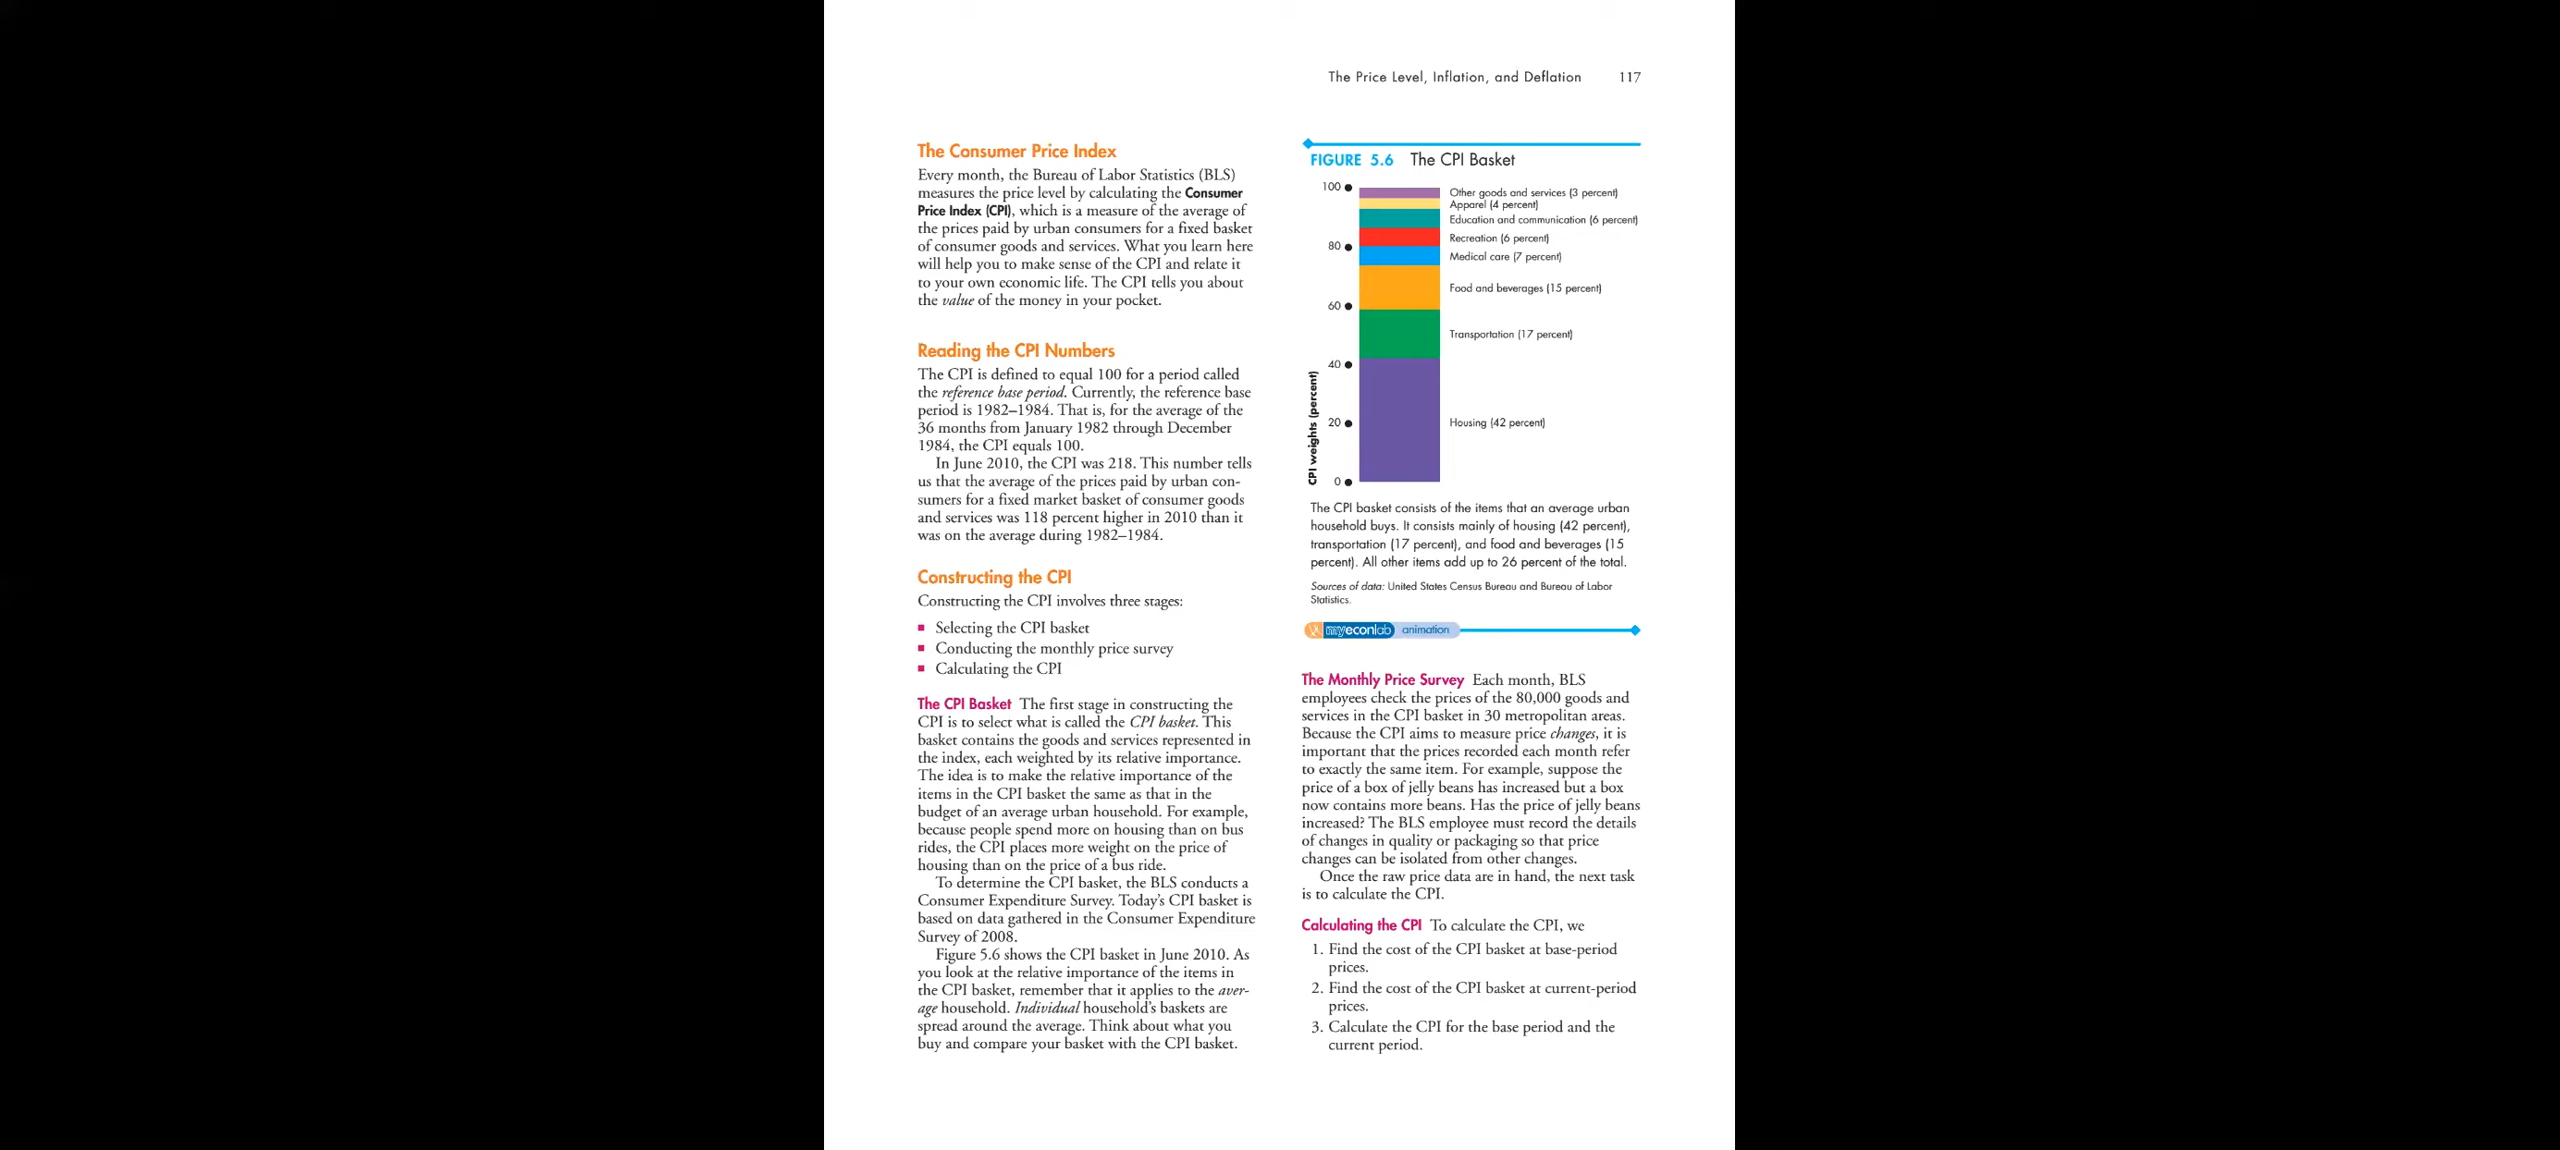 The Price Level, Inflation, and Deflation 117
The Consumer Price Index
Every month, the Bureau of Labor Statistics (BLS)
measures the price level by calculating the Consumer
Price Index (CPI), which is a measure of the average of
the prices paid by urban consumers for a fixed basket
of consumer goods and services. What you learn here
will help you to make sense of the CPI and relate it
to your own economic life. The CPI tells you about
the value of the money in your pocket.
Reading the CPI Numbers
The CPI is defined to equal 100 for a period called
the reference base period. Currently, the reference base
period is 1982–1984. That is, for the average of the
36 months from January 1982 through December
1984, the CPI equals 100.
In June 2010, the CPI was 218. This number tells
us that the average of the prices paid by urban con-
sumers for a fixed market basket of consumer goods
and services was 118 percent higher in 2010 than it
was on the average during 1982–1984.
Constructing the CPI
Constructing the CPI involves three stages:
■ Selecting the CPI basket
■ Conducting the monthly price survey
■ Calculating the CPI
The CPI Basket The first stage in constructing the
CPI is to select what is called the CPI basket. This
basket contains the goods and services represented in
the index, each weighted by its relative importance.
The idea is to make the relative importance of the
items in the CPI basket the same as that in the
budget of an average urban household. For example,
because people spend more on housing than on bus
rides, the CPI places more weight on the price of
housing than on the price of a bus ride.
To determine the CPI basket, the BLS conducts a
Consumer Expenditure Survey. Today's CPI basket is
based on data gathered in the Consumer Expenditure
Survey of 2008.
Figure 5.6 shows the CPI basket in June 2010. As
you look at the relative importance of the items in
the CPI basket, remember that it applies to the aver-
age household. Individual household's baskets are
spread around the average. Think about what you
buy and compare your basket with the CPI basket.
FIGURE 5.6 The CPI Basket
100
80
60
40
20
0
CPI weights (percent)
Other goods and services (3 percent)
Apparel (4 percent)
Education and communication (6 percent)
Recreation (6 percent)
Medical care (7 percent)
Food and beverages (15 percent)
Transportation (17 percent)
Housing (42 percent)
The CPI basket consists of the items that an average urban
household buys. It consists mainly of housing (42 percent),
transportation (17 percent), and food and beverages (15
percent). All other items add up to 26 percent of the total.
Sources of data: United States Census Bureau and Bureau of Labor
Statistics.
myeconlab animation
The Monthly Price Survey Each month, BLS
employees check the prices of the 80,000 goods and
services in the CPI basket in 30 metropolitan areas.
Because the CPI aims to measure price changes, it is
important that the prices recorded each month refer
to exactly the same item. For example, suppose the
price of a box of jelly beans has increased but a box
now contains more beans. Has the price of jelly beans
increased? The BLS employee must record the details
of changes in quality or packaging so that price
changes can be isolated from other changes.
Once the raw price data are in hand, the next task
is to calculate the CPI.
Calculating the CPI To calculate the CPI, we
1. Find the cost of the CPI basket at base-period
prices.
2. Find the cost of the CPI basket at current-period
prices.
3. Calculate the CPI for the base period and the
current period.